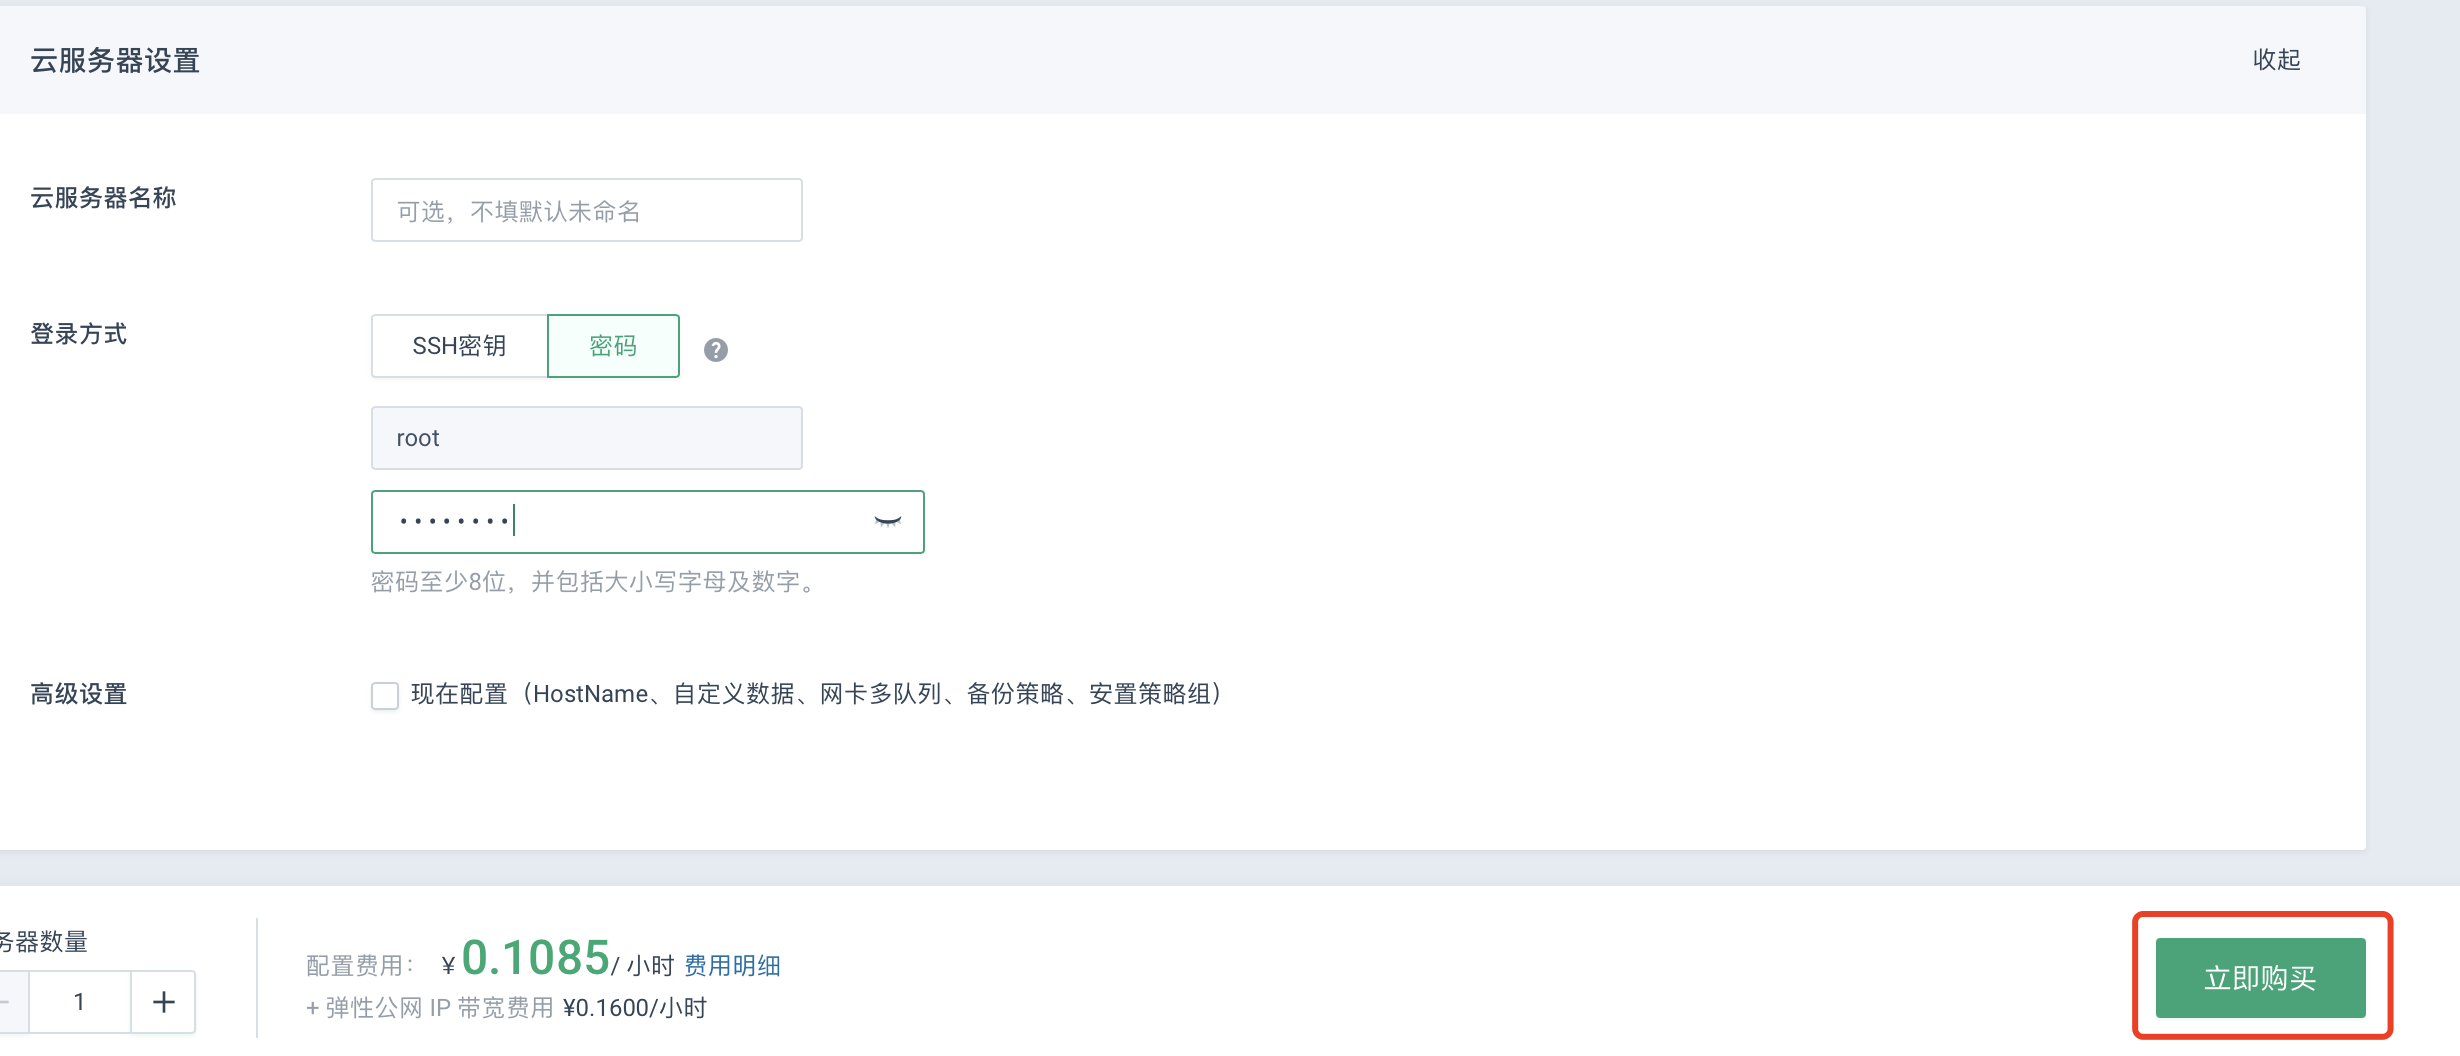 云服务器设置
收起
云服务器名称
可选，不填默认未命名
登录方式
SSH密钥
密码
?
root
••••••••
密码至少8位，并包括大小写字母及数字。
高级设置
现在配置（HostName、自定义数据、网卡多队列、备份策略、安置策略组）
务器数量
1
+
配置费用： ¥ 0.1085/ 小时 费用明细
+ 弹性公网 IP 带宽费用 ¥0.1600/小时
立即购买